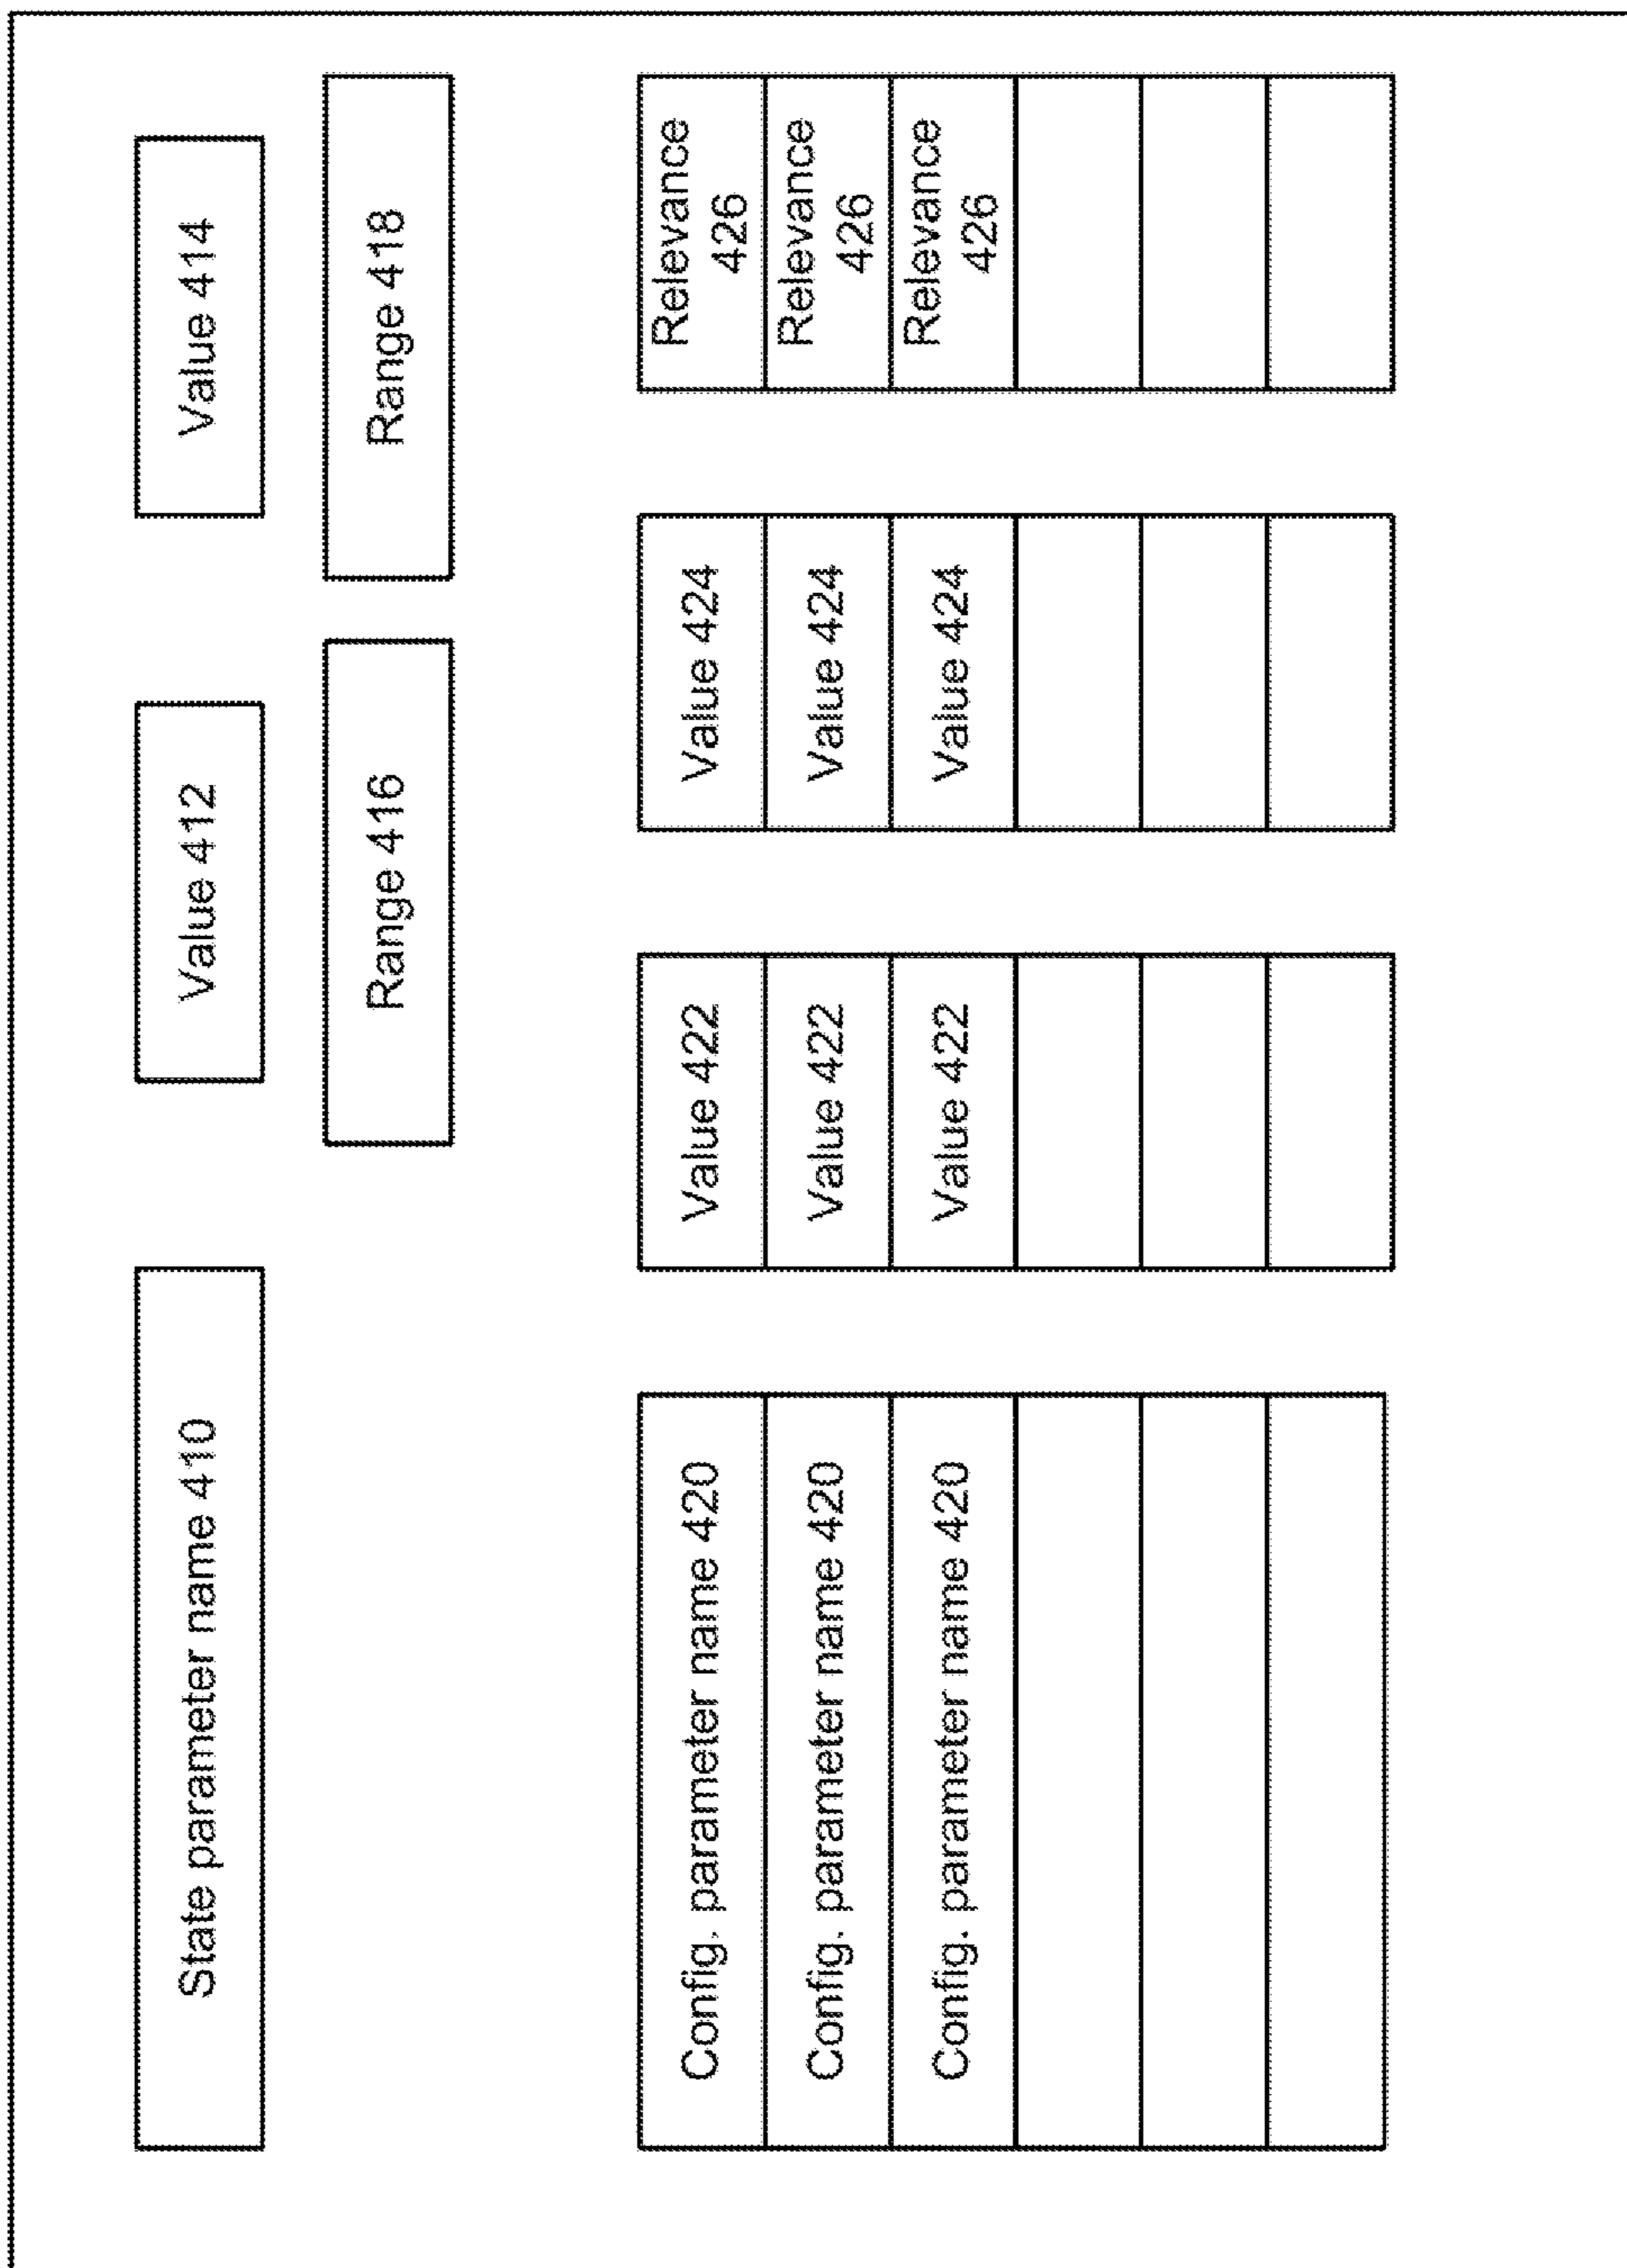 State parameter name 410
Value 412
Value 414
Range 416
Range 418
Config. parameter name 420
Value 422
Value 424
Relevance
426
Config. parameter name 420
Value 422
Value 424
Relevance
426
Config. parameter name 420
Value 422
Value 424
Relevance
426